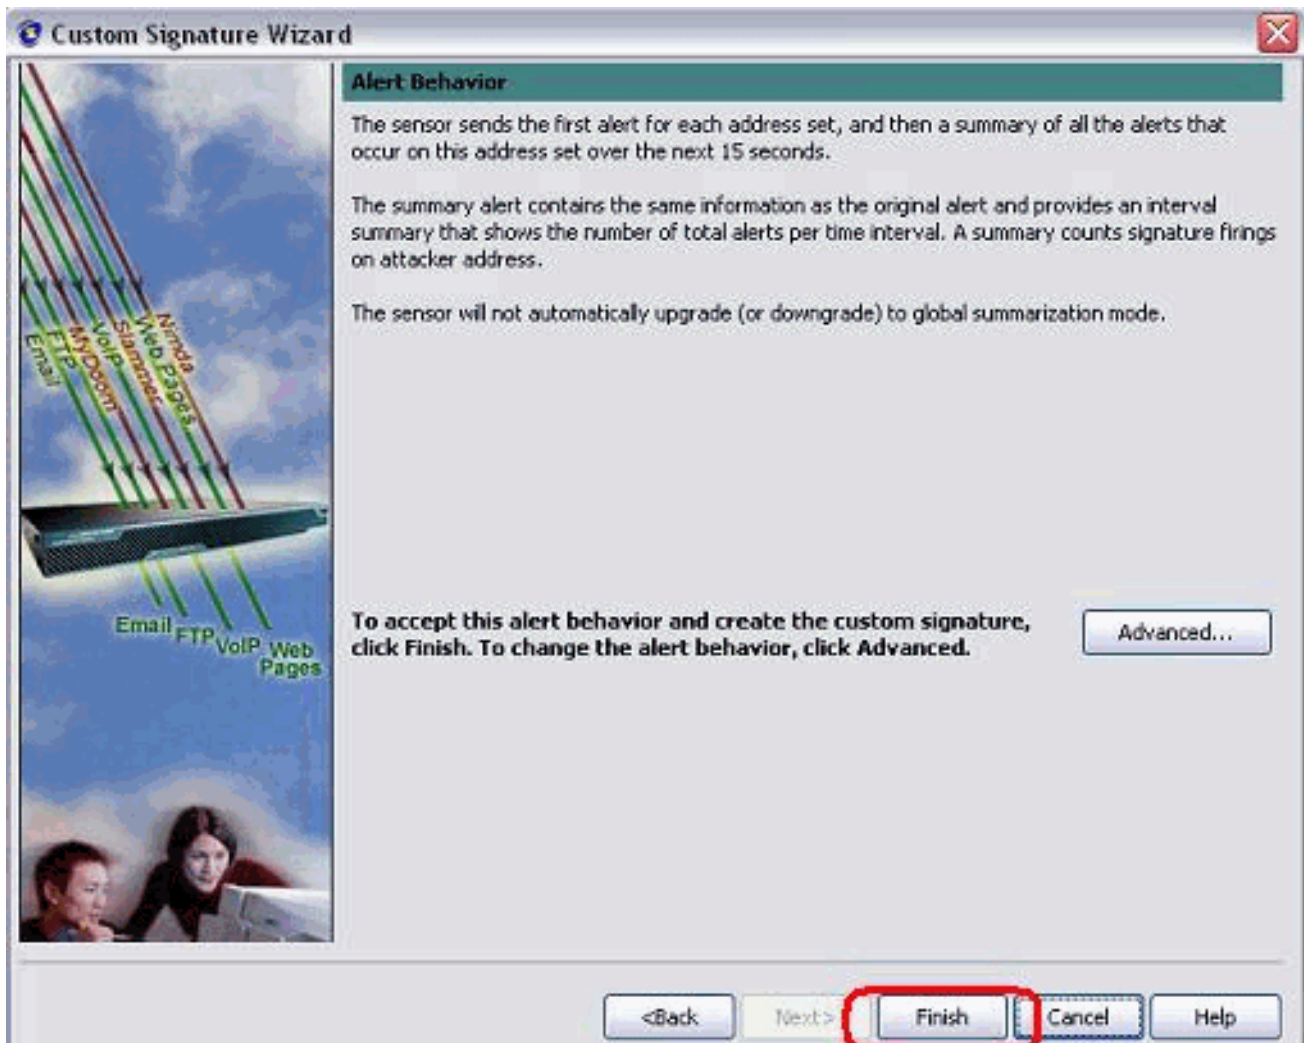 Custom Signature Wizard
Alert Behavior
The sensor sends the first alert for each address set, and then a summary of all the alerts that
occur on this address set over the next 15 seconds.
The summary alert contains the same information as the original alert and provides an interval
summary that shows the number of total alerts per time interval. A summary counts signature firings
on attacker address.
The sensor will not automatically upgrade (or downgrade) to global summarization mode.
Email
FTP
MyDoom
VoIP
Slammer
Web Pages
Nimda
Email
FTP
VoIP
Web
Pages
To accept this alert behavior and create the custom signature,
click Finish. To change the alert behavior, click Advanced.
Advanced...
<Back
Next>
Finish
Cancel
Help